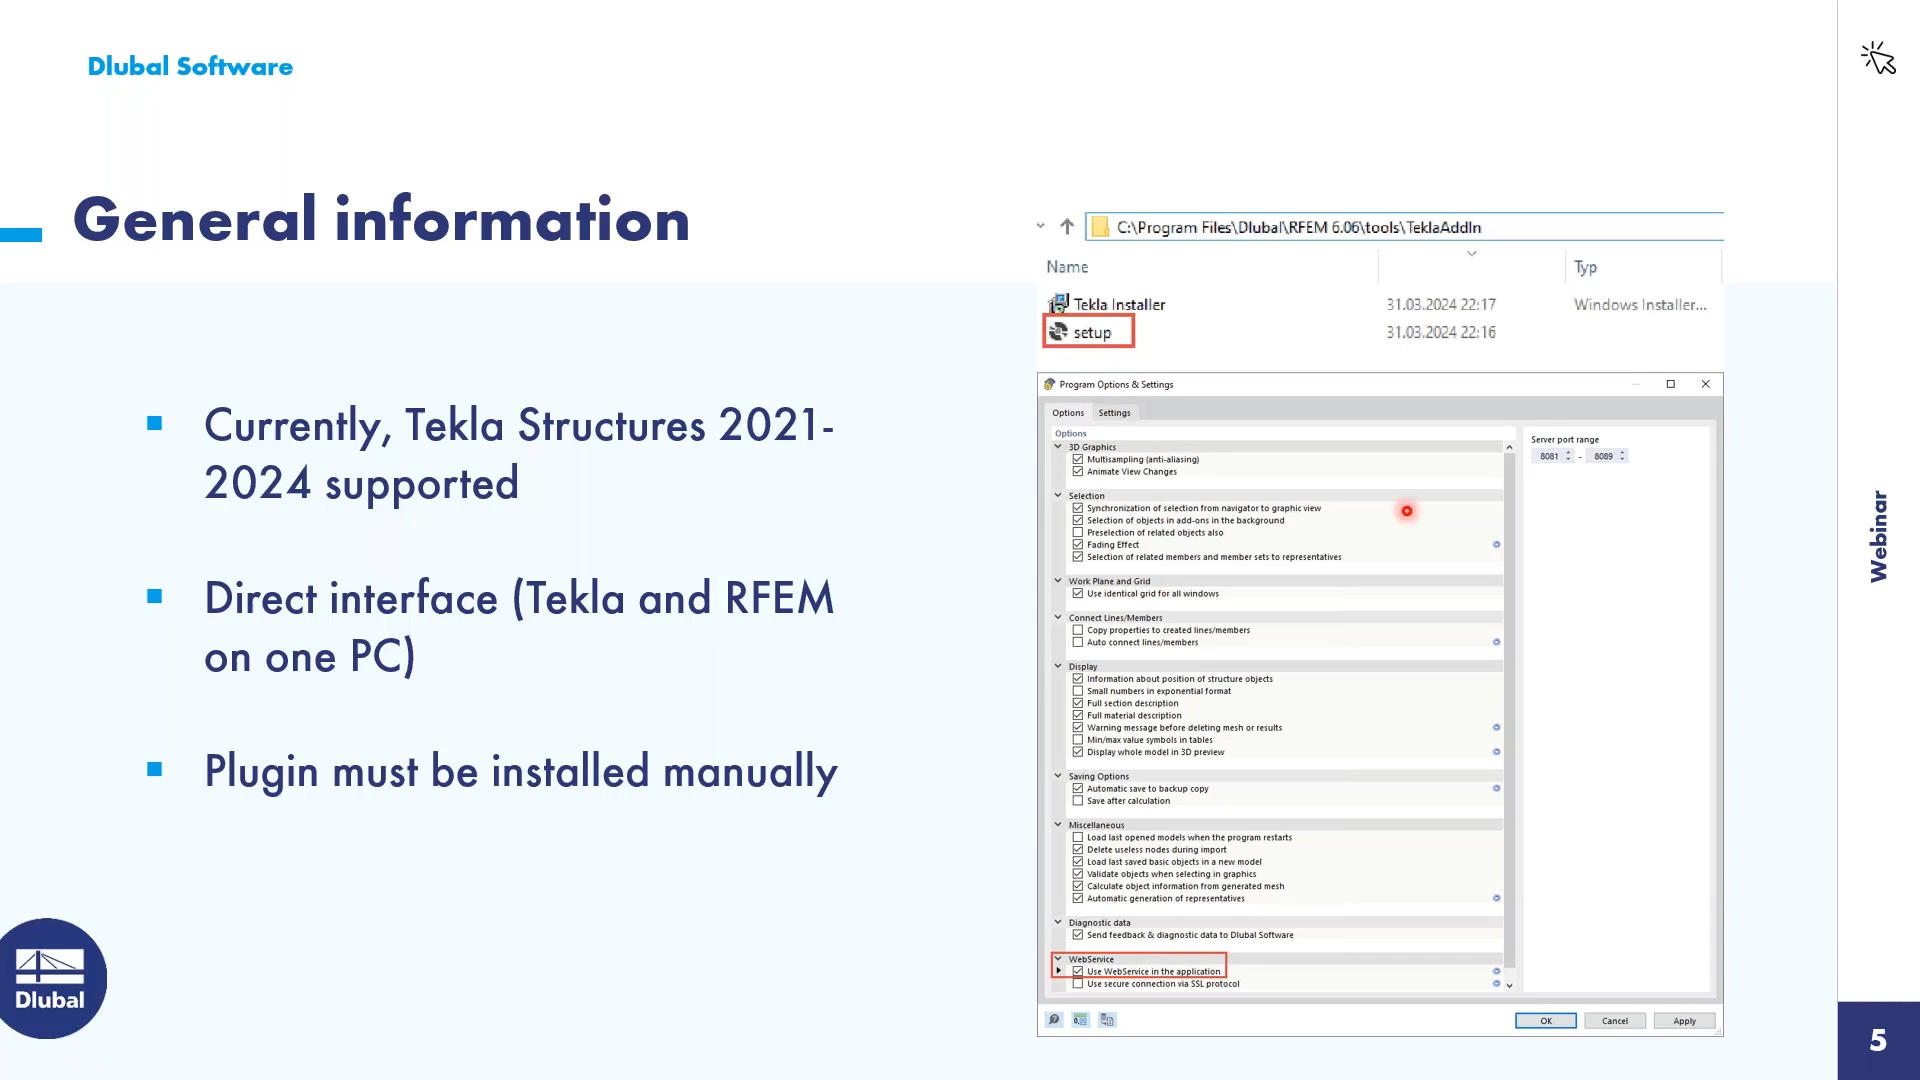 Dlubal Software
General information
Currently, Tekla Structures 2021-
2024 supported
Direct interface (Tekla and RFEM
on one PC)
Plugin must be installed manually
C:\Program Files\Dlubal\RFEM 6.06\tools\TeklaAddIn
Name Typ
Tekla Installer 31.03.2024 22:17 Windows Installer...
setup 31.03.2024 22:16
Program Options & Settings
Options Settings
Options
3D Graphics
Multisampling (anti-aliasing)
Animate View Changes
Selection
Synchronization of selection from navigator to graphic view
Selection of objects in add-ons in the background
Preselection of related objects also
Fading Effect
Selection of related members and member sets to representatives
Work Plane and Grid
Use identical grid for all windows
Connect Lines/Members
Copy properties to created lines/members
Auto connect lines/members
Display
Information about position of structure objects
Small numbers in exponential format
Full section description
Full material description
Warning message before deleting mesh or results
Min/max value symbols in tables
Display whole model in 3D preview
Saving Options
Automatic save to backup copy
Save after calculation
Miscellaneous
Load last opened models when the program restarts
Delete useless nodes during import
Load last saved basic objects in a new model
Validate objects when selecting in graphics
Calculate object information from generated mesh
Automatic generation of representatives
Diagnostic data
Send feedback & diagnostic data to Dlubal Software
WebService
Use WebService in the application
Use secure connection via SSL protocol
Server port range
8081 - 8089
OK Cancel Apply
Webinar
Dlubal
5